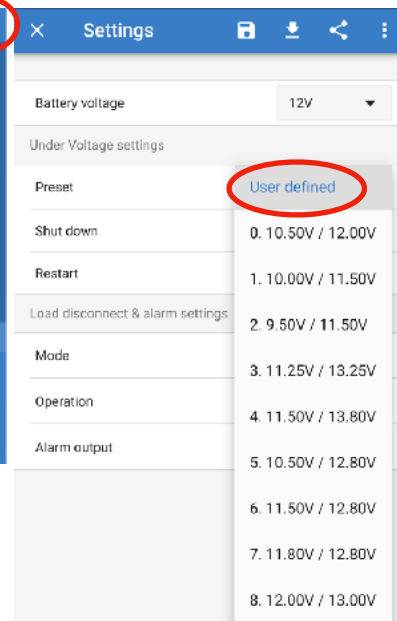 Settings
Battery voltage 12V
Under Voltage settings
Preset User defined
Shut down 0. 10.50V / 12.00V
Restart 1. 10.00V / 11.50V
Load disconnect & alarm settings 2. 9.50V / 11.50V
Mode 3. 11.25V / 13.25V
Operation 4. 11.50V / 13.80V
Alarm output 5. 10.50V / 12.80V
6. 11.50V / 12.80V
7. 11.80V / 12.80V
8. 12.00V / 13.00V